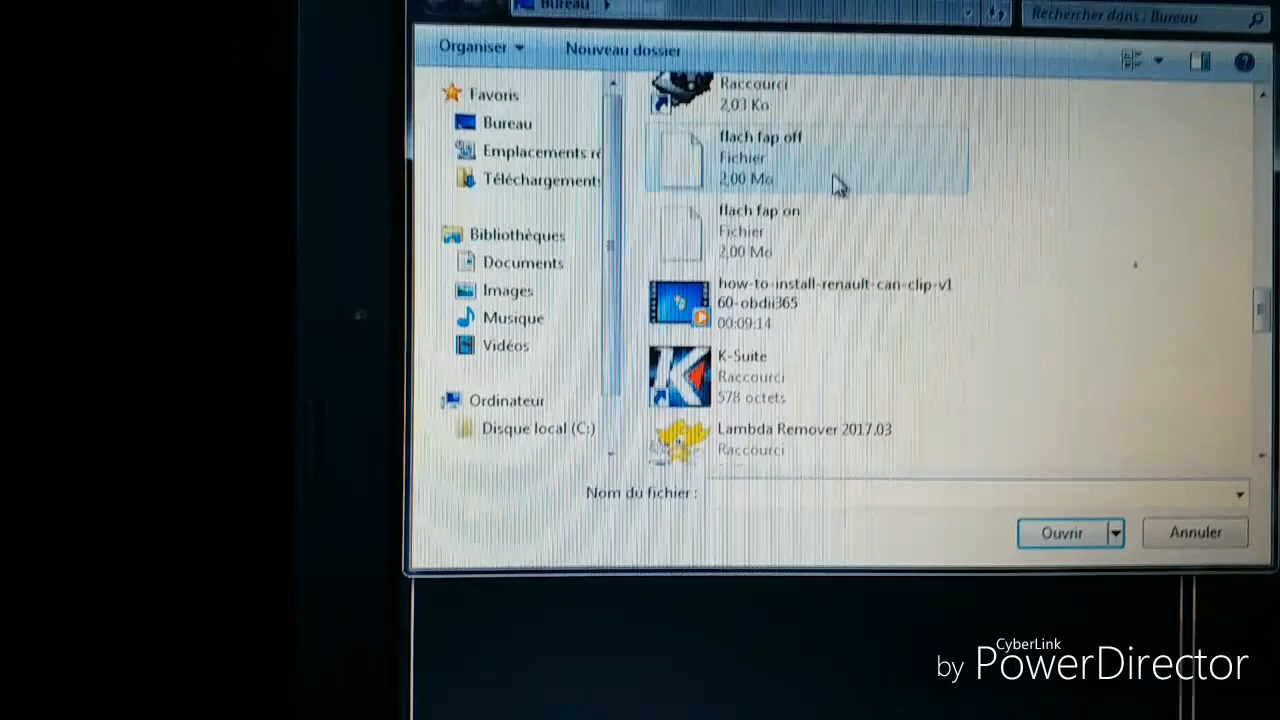 Bureau
Rechercher dans : Bureau
Organiser
Nouveau dossier
Favoris
Bureau
Emplacements ré
Téléchargement:
Bibliothèques
Documents
Images
Musique
Vidéos
Ordinateur
Disque local (C:)
Raccourci
2,03 Ko
flach fap off
Fichier
2,00 Mo
flach fap on
Fichier
2,00 Mo
how-to-install-renault-can-clip-v1
60-obdii365
00:09:14
K-Suite
Raccourci
578 octets
Lambda Remover 2017.03
Raccourci
Nom du fichier :
Ouvrir
Annuler
CyberLink
by PowerDirector